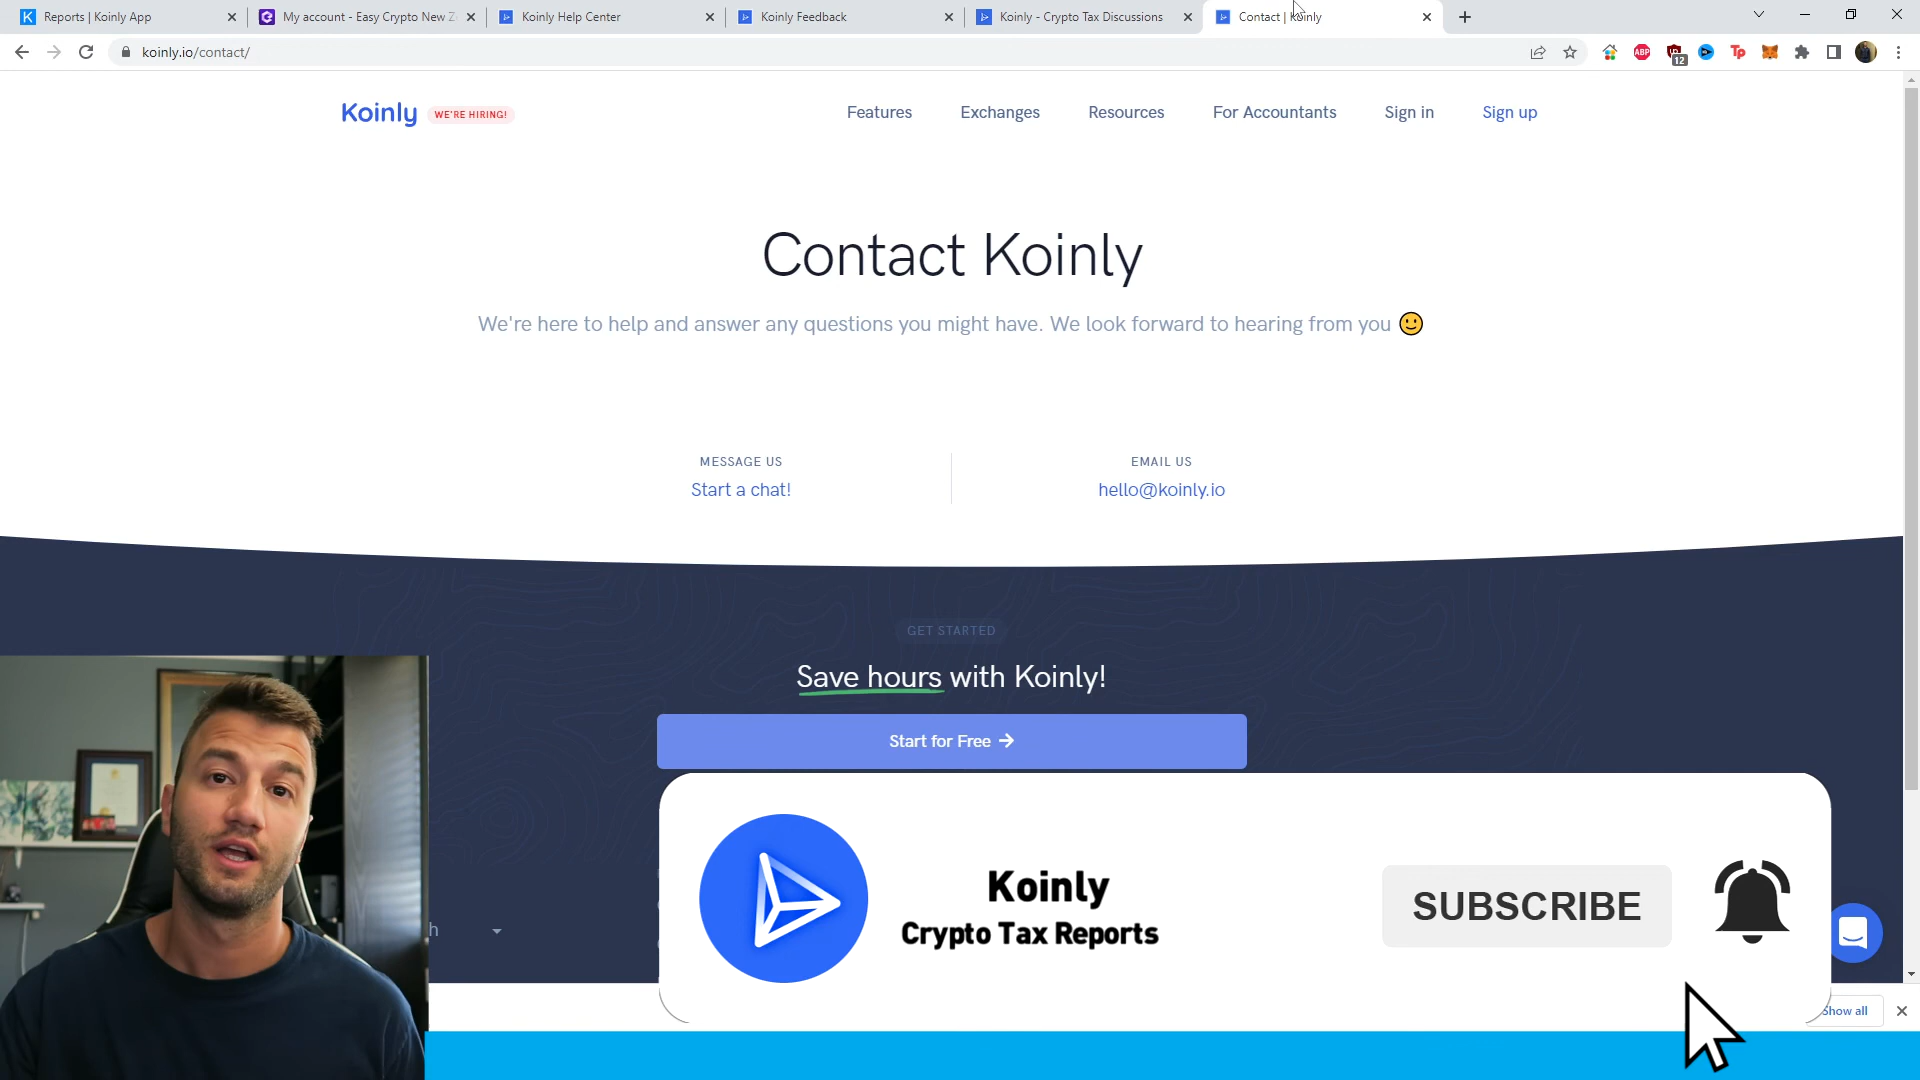 Reports | Koinly App
My account - Easy Crypto New Z
Koinly Help Center
Koinly Feedback
Koinly - Crypto Tax Discussions
Contact | Koinly
koinly.io/contact/
ABP
12
Tp
Koinly
WE'RE HIRING!
Features
Exchanges
Resources
For Accountants
Sign in
Sign up
Contact Koinly
We're here to help and answer any questions you might have. We look forward to hearing from you
MESSAGE US
Start a chat!
EMAIL US
hello@koinly.io
GET STARTED
Save hours with Koinly!
Start for Free
h
Koinly
Crypto Tax Reports
SUBSCRIBE
Show all